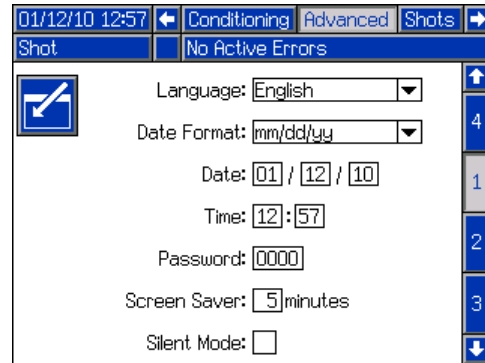 01/12/10 12:57 Conditioning Advanced Shots
Shot No Active Errors
Language: English
4
Date Format: mm/dd/yy
Date: 01 / 12 / 10
1
Time: 12:57
2
Password: 0000
Screen Saver: 5 minutes
3
Silent Mode: